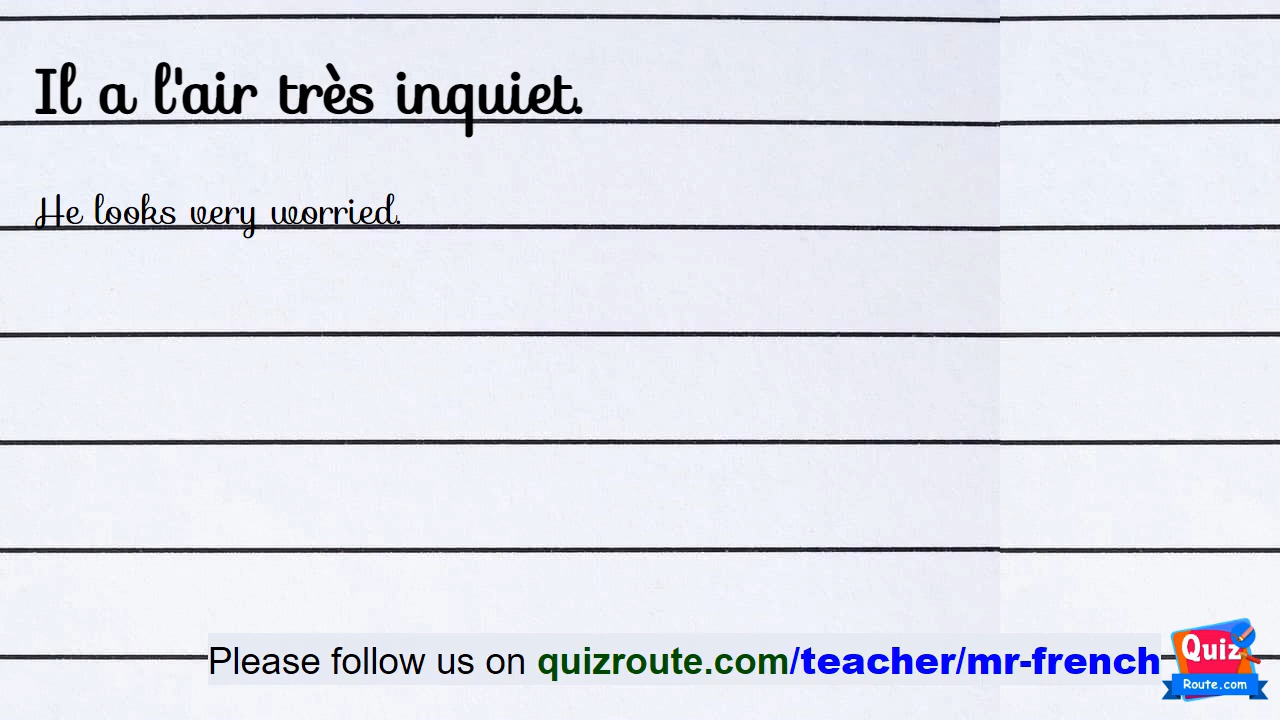 Il a l'air très inquiet.
He looks very worried.
Please follow us on quizroute.com/teacher/mr-french
Quiz
Route.com